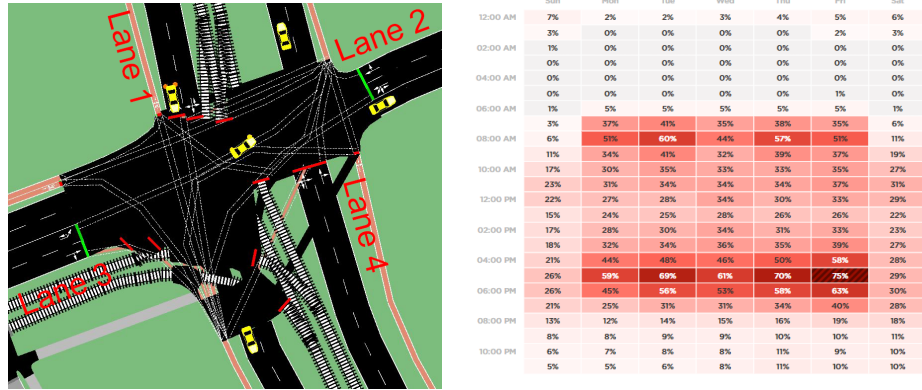 Lane 1
Lane 2
Lane 3
Lane 4
Sun Mon Tue Wed Thu Fri Sat
12:00 AM 7% 2% 2% 3% 4% 5% 6%
3% 0% 0% 0% 0% 2% 3%
02:00 AM 1% 0% 0% 0% 0% 0% 0%
0% 0% 0% 0% 0% 0% 0%
04:00 AM 0% 0% 0% 0% 0% 0% 0%
0% 0% 0% 0% 0% 1% 0%
06:00 AM 1% 5% 5% 5% 5% 5% 1%
3% 37% 41% 35% 38% 35% 6%
08:00 AM 6% 51% 60% 44% 57% 51% 11%
11% 34% 41% 32% 39% 37% 19%
10:00 AM 17% 30% 35% 33% 33% 35% 27%
23% 31% 34% 34% 34% 37% 31%
12:00 PM 22% 27% 28% 34% 30% 33% 29%
15% 24% 25% 28% 26% 26% 22%
02:00 PM 17% 28% 30% 34% 31% 33% 23%
18% 32% 34% 36% 35% 39% 27%
04:00 PM 21% 44% 48% 46% 50% 58% 28%
26% 59% 69% 61% 70% 75% 29%
06:00 PM 26% 45% 56% 53% 58% 63% 30%
21% 25% 31% 31% 34% 40% 28%
08:00 PM 13% 12% 14% 15% 16% 19% 18%
8% 8% 9% 9% 10% 10% 11%
10:00 PM 6% 7% 8% 8% 11% 9% 10%
5% 5% 6% 8% 11% 10% 10%